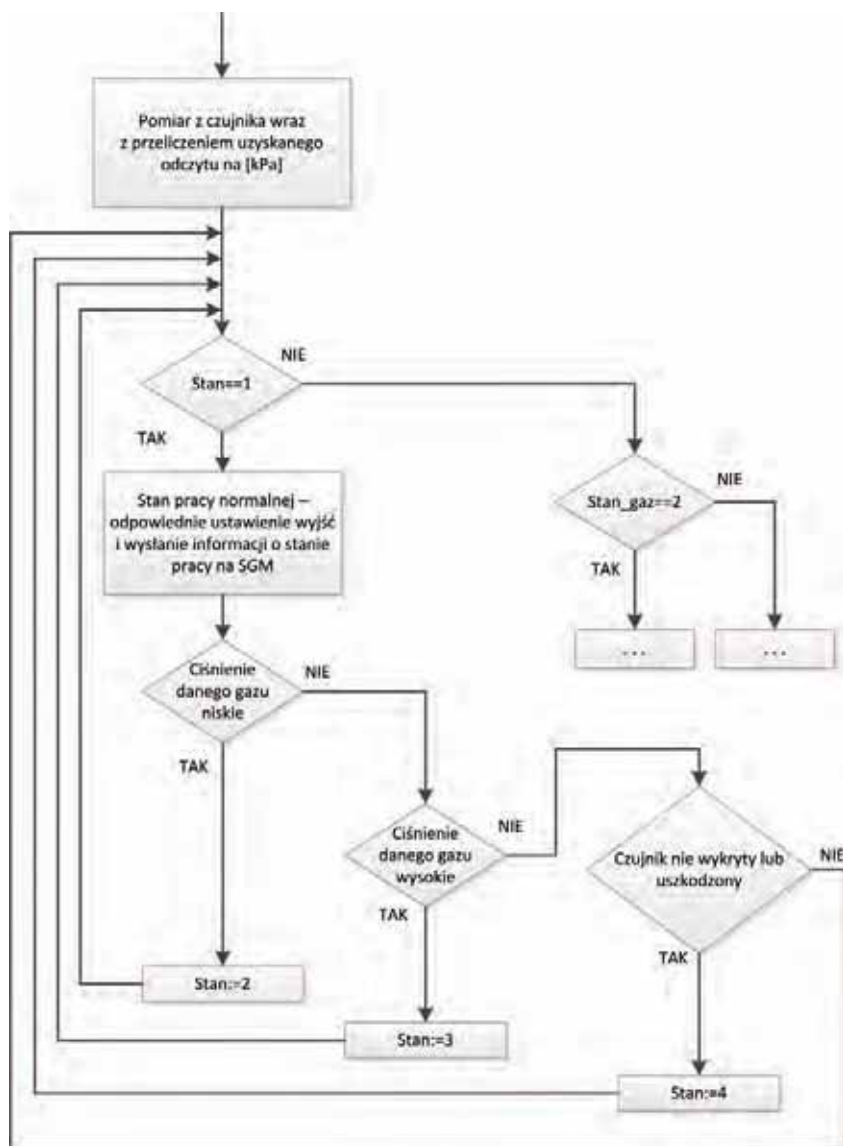 Pomiar z czujnika wraz
z przeliczeniem uzyskanego
odczytu na [kPa]
Stan==1
NIE
TAK
Stan pracy normalnej –
odpowiednie ustawienie wyjść
i wysłanie informacji o stanie
pracy na SGM
Stan_gaz==2
NIE
TAK
...
...
Ciśnienie
danego gazu
niskie
NIE
TAK
Ciśnienie
danego gazu
wysokie
NIE
TAK
Czujnik nie wykryty lub
uszkodzony
NIE
TAK
Stan:=2
Stan:=3
Stan:=4